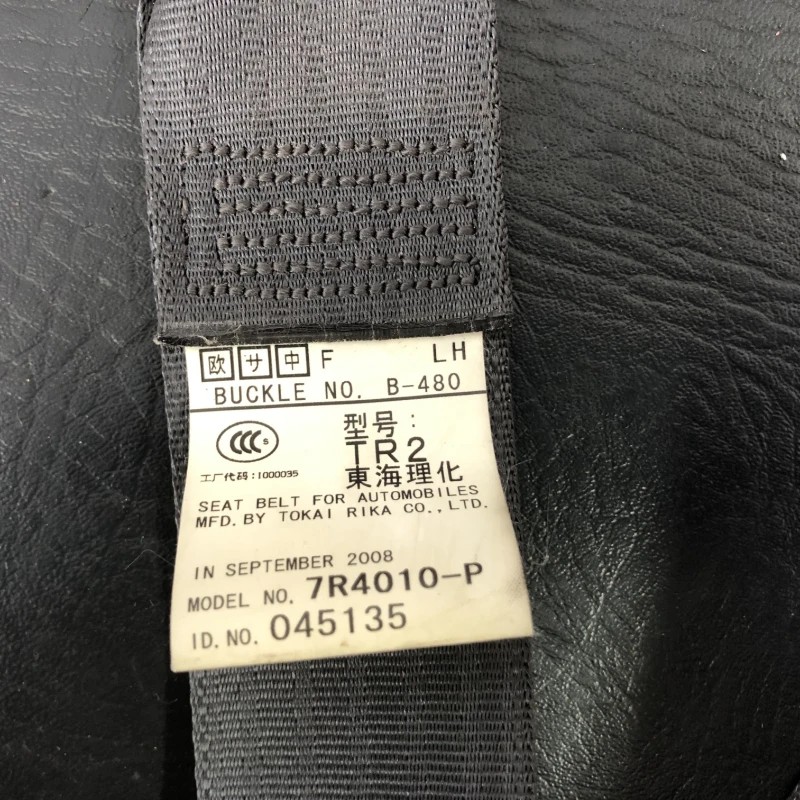 欧 サ 中 F LH
BUCKLE NO. B-480
CCC S
型号:
TR2
工厂代码:1000035
東海理化
SEAT BELT FOR AUTOMOBILES
MFD. BY TOKAI RIKA CO., LTD.
IN SEPTEMBER 2008
MODEL NO. 7R4010-P
ID. NO. 045135